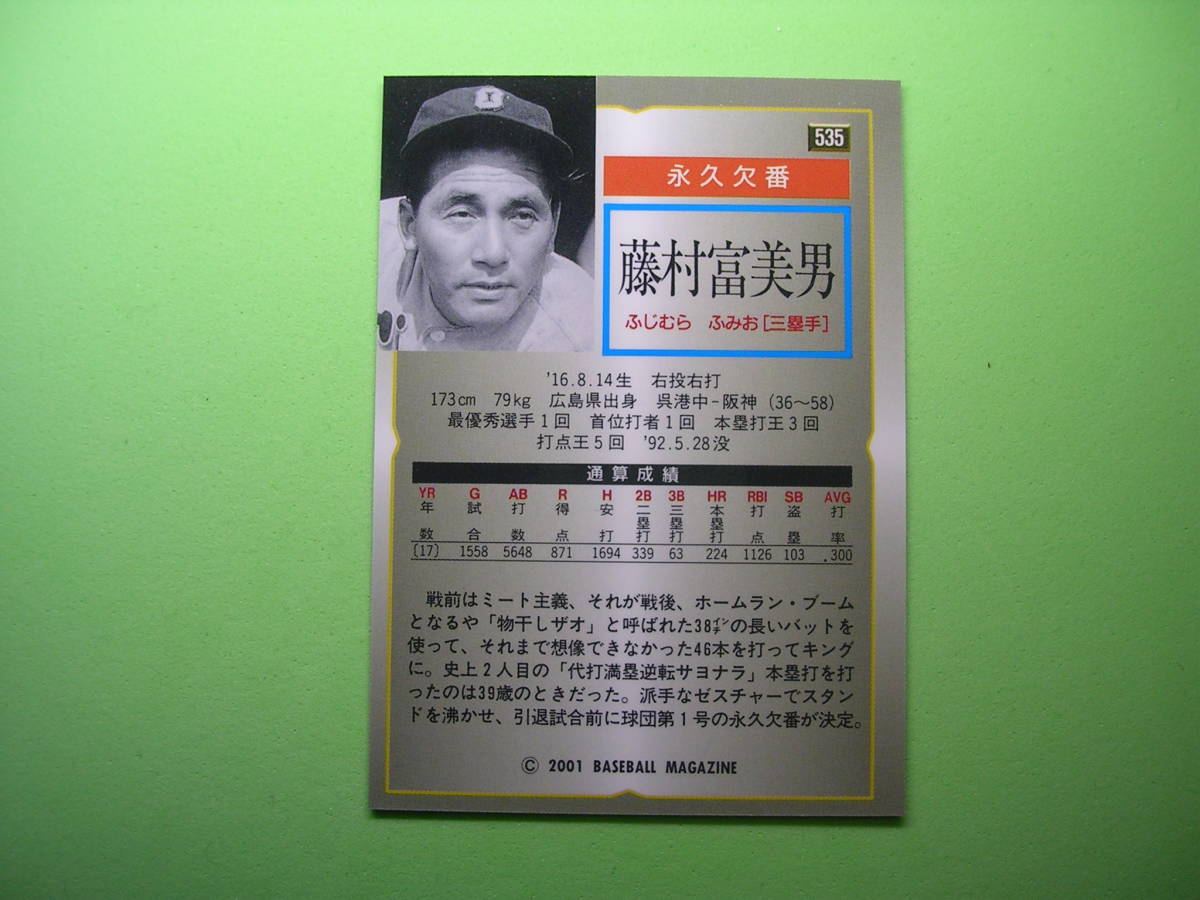 535
永久欠番
藤村富美男
ふじむら ふみお[三塁手]
'16.8.14生 右投右打
173cm 79kg 広島県出身 呉港中-阪神(36〜58)
最優秀選手1回 首位打者1回 本塁打王3回
打点王5回 '92.5.28没
通算成績
YR G AB R H 2B 3B HR RBI SB AVG
年数 試合 打数 得点 安打 二塁打 三塁打 本塁打 打点 盗塁 打率
〔17〕 1558 5648 871 1694 339 63 224 1126 103 .300
戦前はミート主義、それが戦後、ホームラン・ブーム
となるや「物干しザオ」と呼ばれた38インチの長いバットを
使って、それまで想像できなかった46本を打ってキング
に。史上2人目の「代打満塁逆転サヨナラ」本塁打を打
ったのは39歳のときだった。派手なゼスチャーでスタン
ドを沸かせ、引退試合前に球団第1号の永久欠番が決定。
© 2001 BASEBALL MAGAZINE